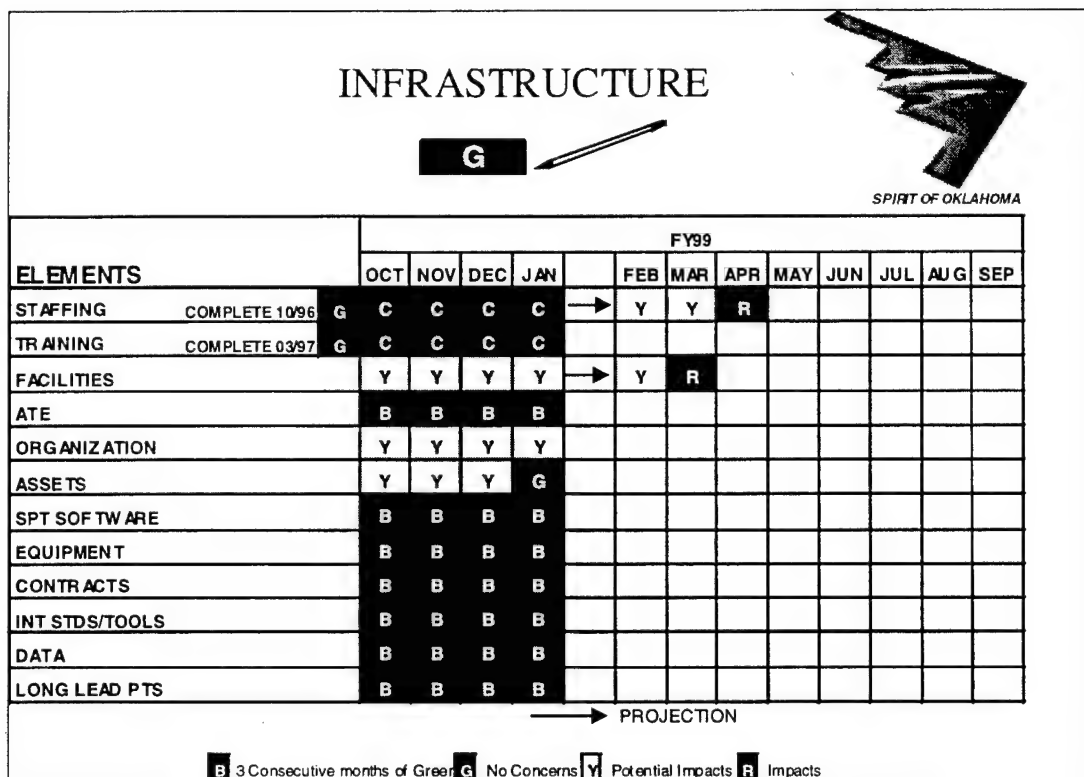 INFRASTRUCTURE
G
SPIRIT OF OKLAHOMA
FY99
ELEMENTS OCT NOV DEC JAN FEB MAR APR MAY JUN JUL AUG SEP
STAFFING COMPLETE 10/96 G C C C C Y Y R
TRAINING COMPLETE 03/97 G C C C C
FACILITIES Y Y Y Y Y R
ATE B B B B
ORGANIZATION Y Y Y Y
ASSETS Y Y Y G
SPT SOFTWARE B B B B
EQUIPMENT B B B B
CONTRACTS B B B B
INT STDS/TOOLS B B B B
DATA B B B B
LONG LEAD PTS B B B B
PROJECTION
B 3 Consecutive months of Green G No Concerns Y Potential Impacts R Impacts